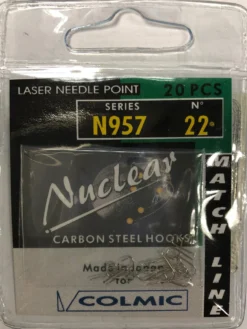 LASER NEEDLE POINT 20 PCS
SERIES N°
N957 22
Nuclear
CARBON STEEL HOOKS
Made in Japan
for
COLMIC
MATCH LINE